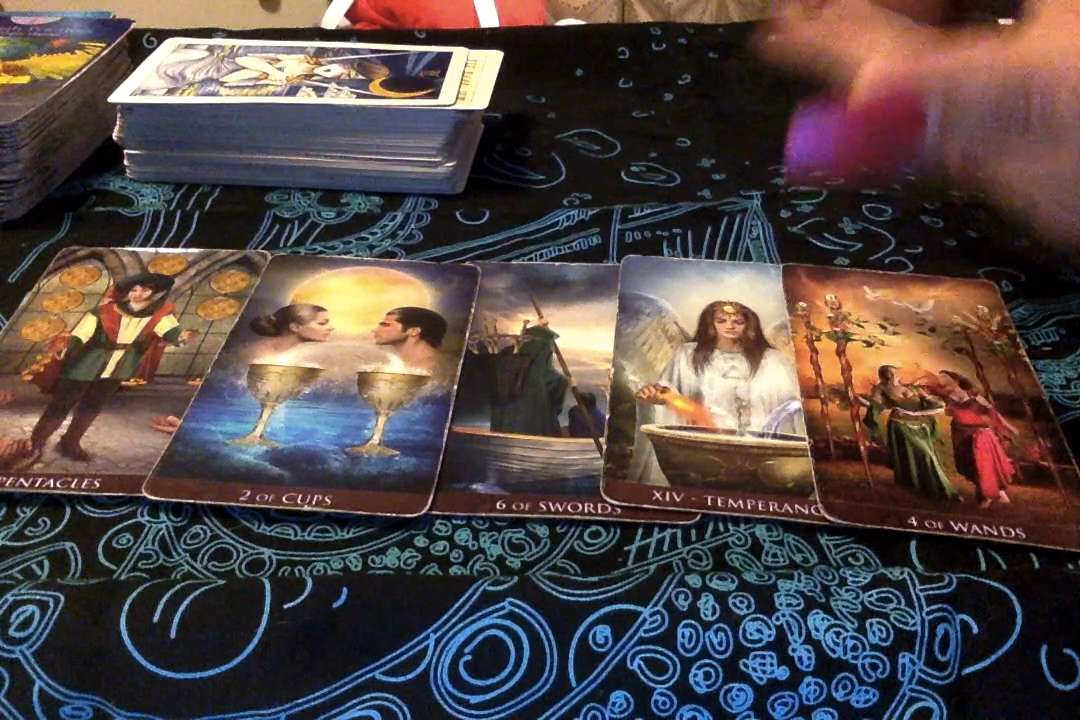 PENTACLES
2 OF CUPS
6 OF SWORDS
XIV - TEMPERANC
4 OF WANDS